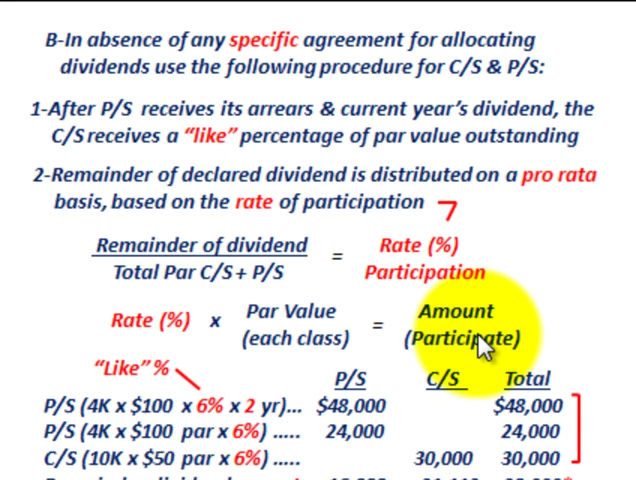 B-In absence of any specific agreement for allocating
dividends use the following procedure for C/S & P/S:
1-After P/S receives its arrears & current year's dividend, the
C/S receives a "like" percentage of par value outstanding
2-Remainder of declared dividend is distributed on a pro rata
basis, based on the rate of participation
Remainder of dividend = Rate (%)
Total Par C/S + P/S Participation
Rate (%) x Par Value = Amount
(each class) (Participate)
"Like" %
P/S C/S Total
P/S (4K x $100 x 6% x 2 yr)... $48,000 $48,000
P/S (4K x $100 par x 6%) ..... 24,000 24,000
C/S (10K x $50 par x 6%) ..... 30,000 30,000